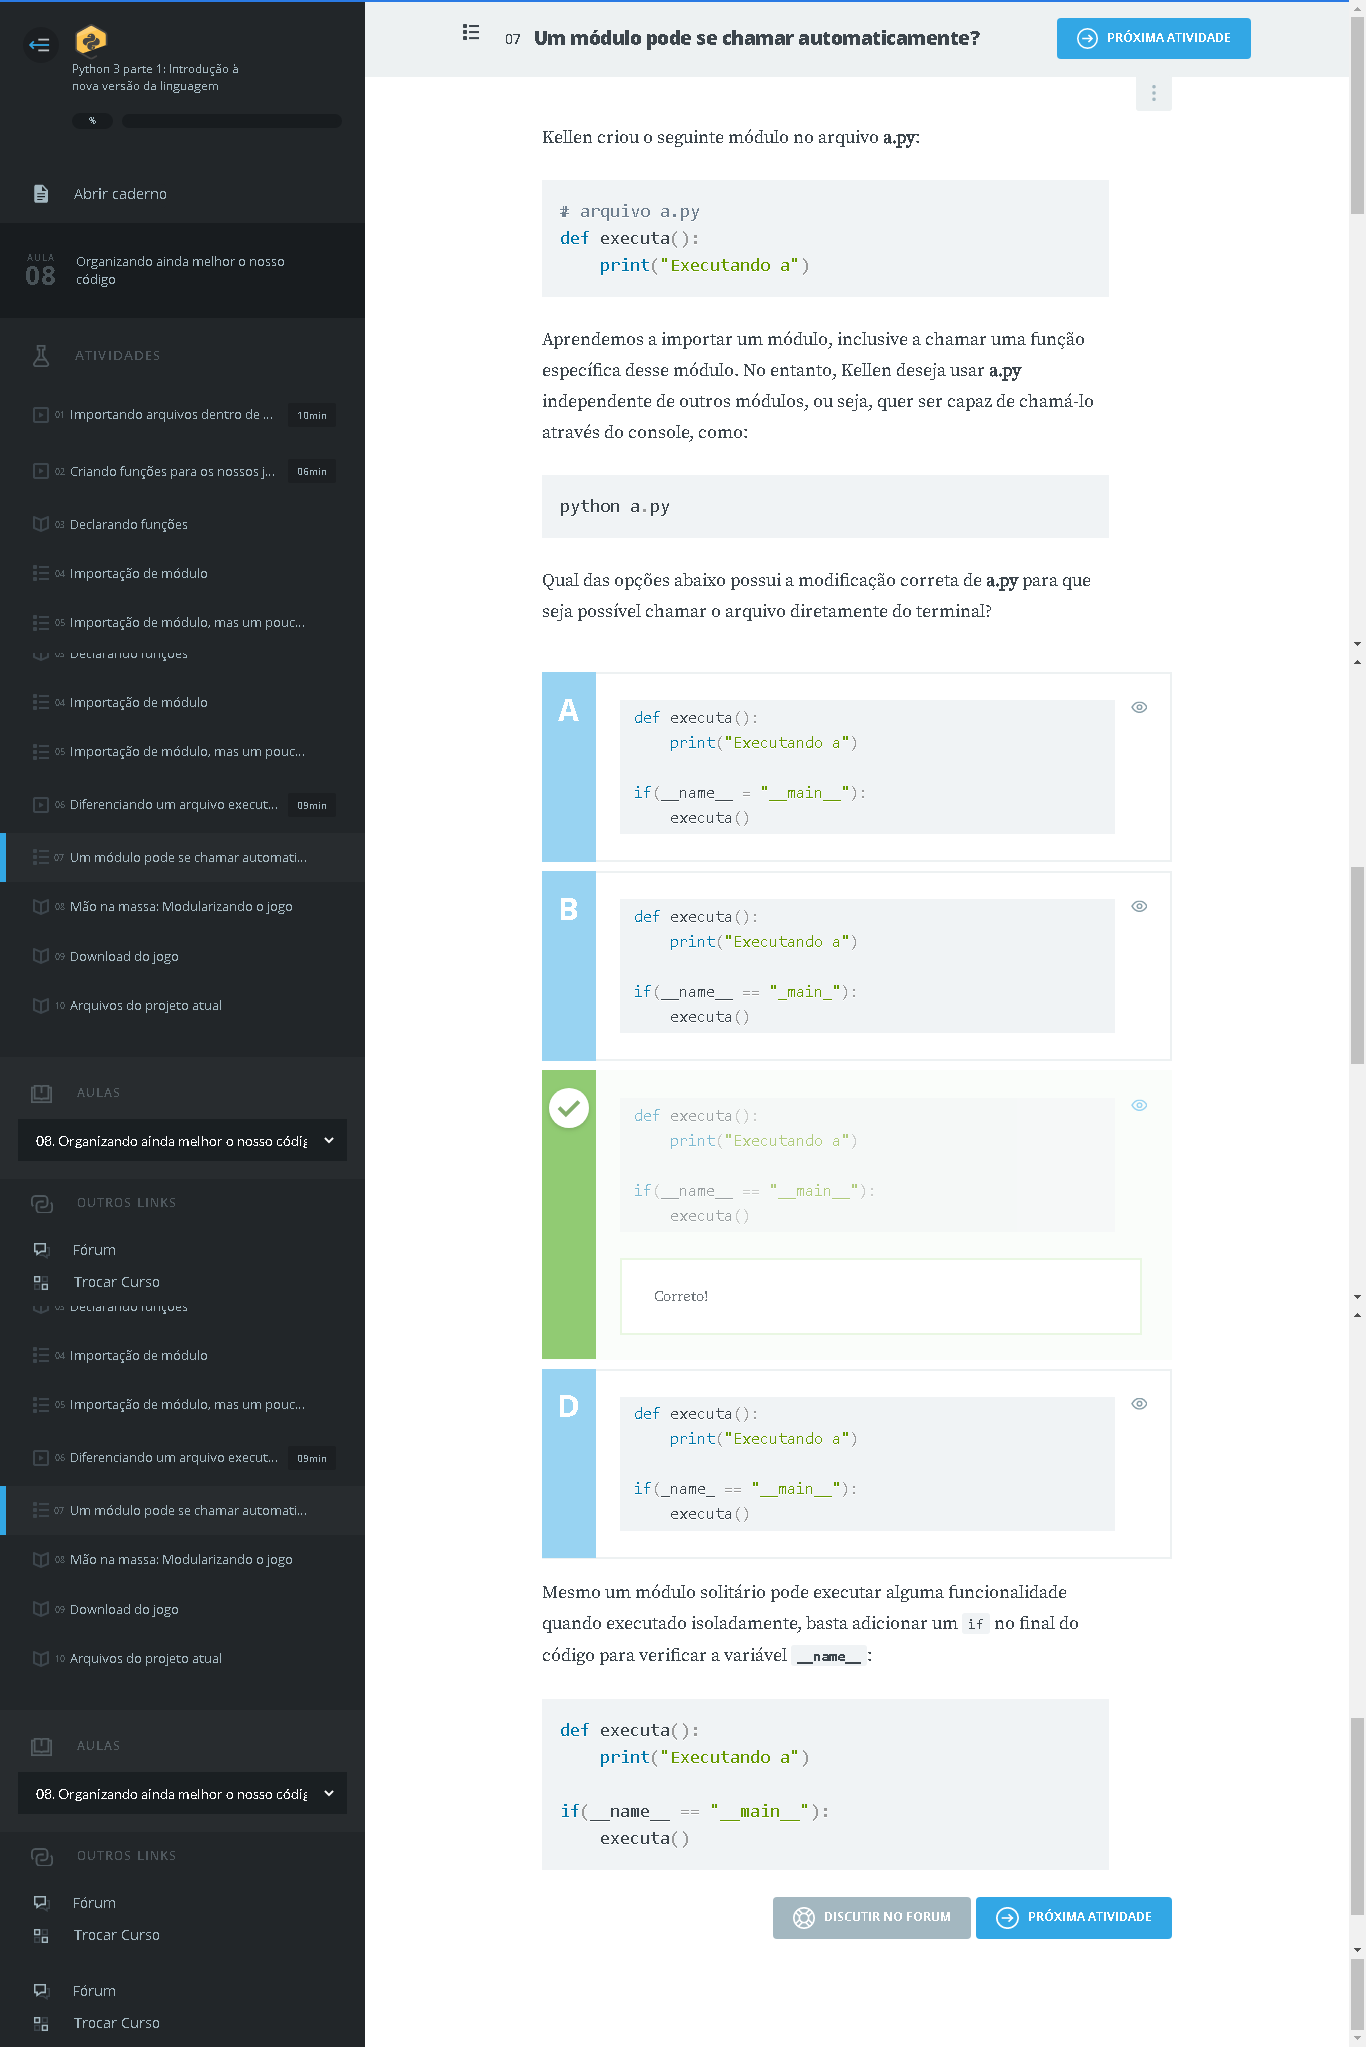 Python 3 parte 1: Introdução à
nova versão da linguagem
%
Abrir caderno
AULA
08
Organizando ainda melhor o nosso
código
ATIVIDADES
01 Importando arquivos dentro de ... 10min
02 Criando funções para os nossos j... 06min
03 Declarando funções
04 Importação de módulo
05 Importação de módulo, mas um pouc...
03 Declarando funções
04 Importação de módulo
05 Importação de módulo, mas um pouc...
06 Diferenciando um arquivo execut... 09min
07 Um módulo pode se chamar automati...
08 Mão na massa: Modularizando o jogo
09 Download do jogo
10 Arquivos do projeto atual
AULAS
08. Organizando ainda melhor o nosso códig
OUTROS LINKS
Fórum
Trocar Curso
03 Declarando funções
04 Importação de módulo
05 Importação de módulo, mas um pouc...
06 Diferenciando um arquivo execut... 09min
07 Um módulo pode se chamar automati...
08 Mão na massa: Modularizando o jogo
09 Download do jogo
10 Arquivos do projeto atual
AULAS
08. Organizando ainda melhor o nosso códig
OUTROS LINKS
Fórum
Trocar Curso
Fórum
Trocar Curso
07 Um módulo pode se chamar automaticamente?
PRÓXIMA ATIVIDADE
Kellen criou o seguinte módulo no arquivo a.py:
# arquivo a.py
def executa():
    print("Executando a")
Aprendemos a importar um módulo, inclusive a chamar uma função
específica desse módulo. No entanto, Kellen deseja usar a.py
independente de outros módulos, ou seja, quer ser capaz de chamá-lo
através do console, como:
python a.py
Qual das opções abaixo possui a modificação correta de a.py para que
seja possível chamar o arquivo diretamente do terminal?
A
def executa():
    print("Executando a")
if(__name__ = "__main__"):
    executa()
B
def executa():
    print("Executando a")
if(__name__ == "_main_"):
    executa()
def executa():
    print("Executando a")
if(__name__ == "__main__"):
    executa()
Correto!
D
def executa():
    print("Executando a")
if(_name_ == "__main__"):
    executa()
Mesmo um módulo solitário pode executar alguma funcionalidade
quando executado isoladamente, basta adicionar um if no final do
código para verificar a variável __name__:
def executa():
    print("Executando a")
if(__name__ == "__main__"):
    executa()
DISCUTIR NO FORUM
PRÓXIMA ATIVIDADE